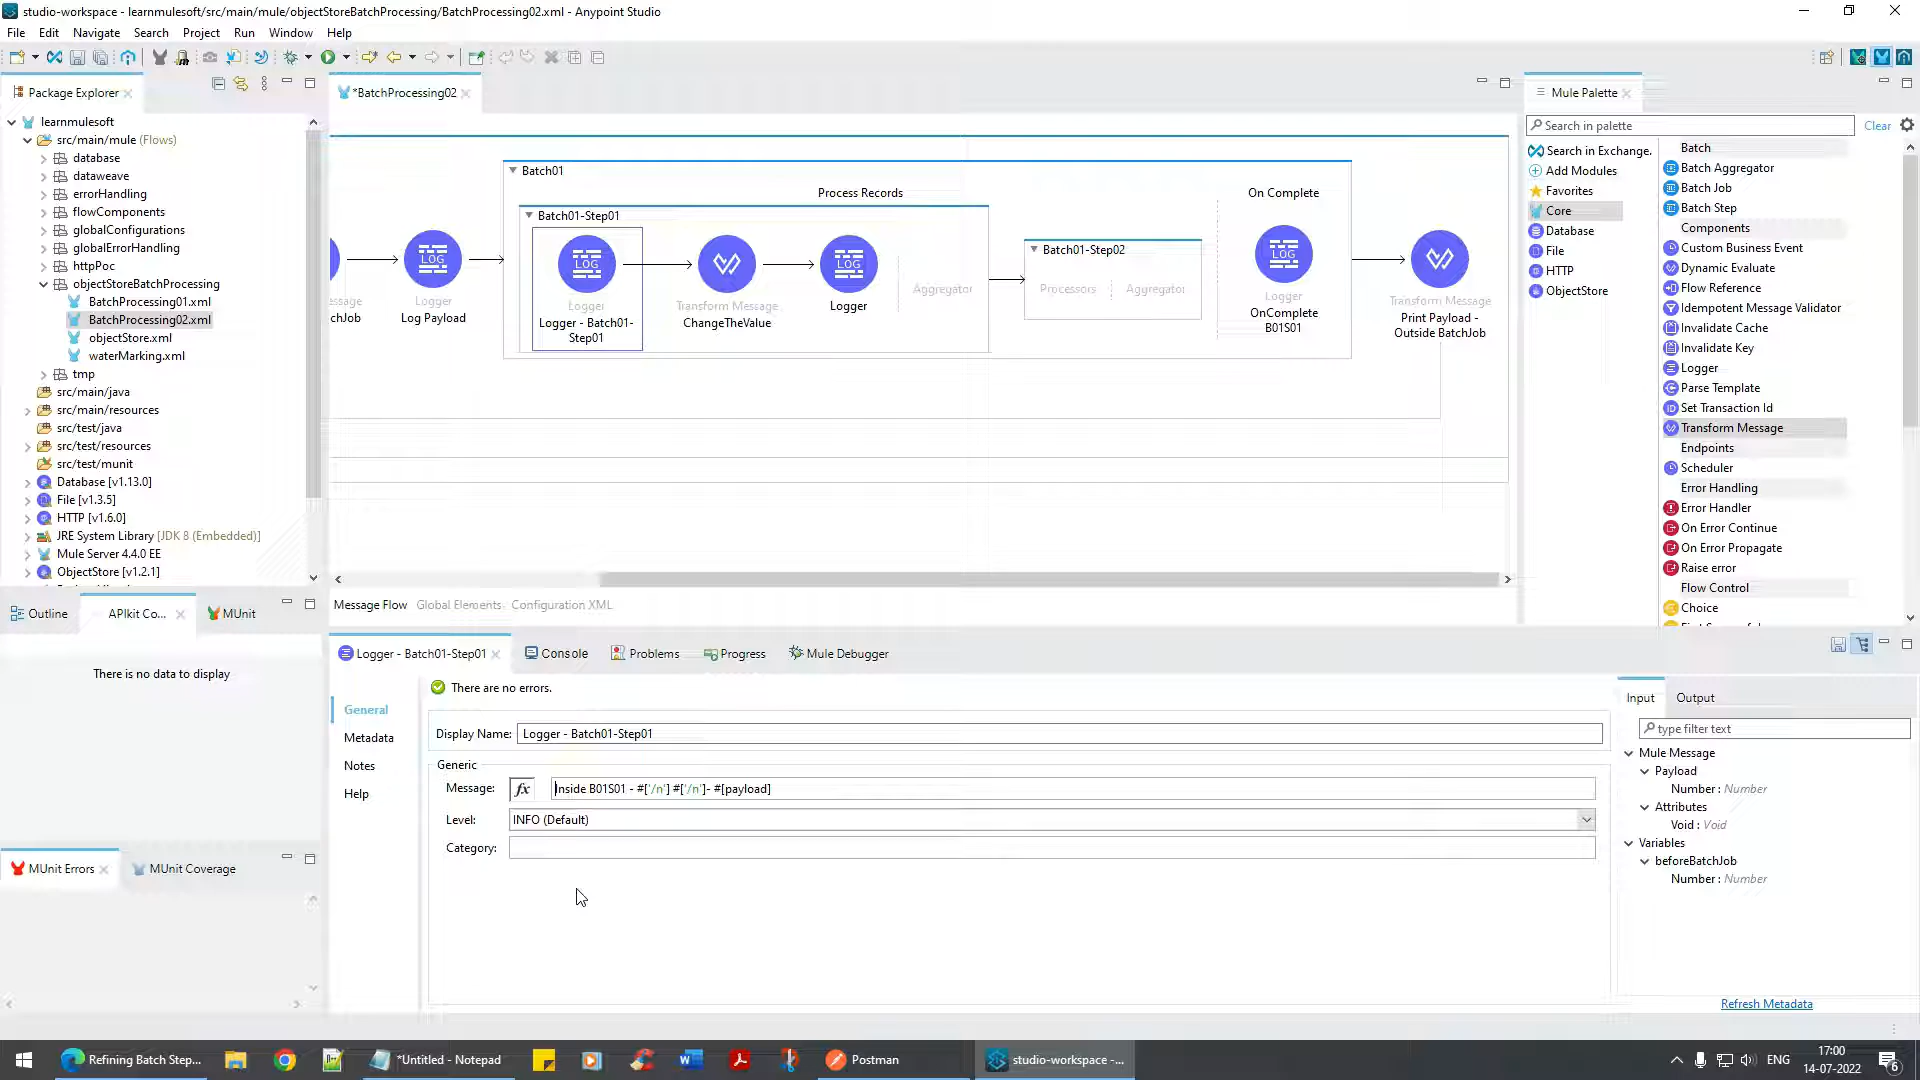 studio-workspace - learnmulesoft/src/main/mule/objectStoreBatchProcessing/BatchProcessing02.xml - Anypoint Studio
File Edit Navigate Search Project Run Window Help
Package Explorer
learnmulesoft
src/main/mule (Flows)
database
dataweave
errorHandling
flowComponents
globalConfigurations
globalErrorHandling
httpPoc
objectStoreBatchProcessing
BatchProcessing01.xml
BatchProcessing02.xml
objectStore.xml
waterMarking.xml
tmp
src/main/java
src/main/resources
src/test/java
src/test/resources
src/test/munit
Database [v1.13.0]
File [v1.3.5]
HTTP [v1.6.0]
JRE System Library [JDK 8 (Embedded)]
Mule Server 4.4.0 EE
ObjectStore [v1.2.1]
*BatchProcessing02
Batch01
Process Records
On Complete
Batch01-Step01
LOG
Logger
Log Payload
LOG
Logger
Logger - Batch01-
Step01
Transform Message
ChangeTheValue
LOG
Logger
Aggregator
Batch01-Step02
Processors
Aggregator
LOG
Logger
OnComplete
B01S01
Transform Message
Print Payload -
Outside BatchJob
essage
chJob
Message Flow Global Elements Configuration XML
Mule Palette
Search in palette
Clear
Search in Exchange.
Add Modules
Favorites
Core
Database
File
HTTP
ObjectStore
Batch
Batch Aggregator
Batch Job
Batch Step
Components
Custom Business Event
Dynamic Evaluate
Flow Reference
Idempotent Message Validator
Invalidate Cache
Invalidate Key
Logger
Parse Template
Set Transaction Id
Transform Message
Endpoints
Scheduler
Error Handling
Error Handler
On Error Continue
On Error Propagate
Raise error
Flow Control
Choice
Outline APIkit Co... MUnit
There is no data to display
MUnit Errors MUnit Coverage
Logger - Batch01-Step01 Console Problems Progress Mule Debugger
There are no errors.
General
Metadata
Notes
Help
Display Name: Logger - Batch01-Step01
Generic
Message: fx Inside B01S01 - #['/n'] #['/n']- #[payload]
Level: INFO (Default)
Category:
Input Output
type filter text
Mule Message
Payload
Number : Number
Attributes
Void : Void
Variables
beforeBatchJob
Number : Number
Refresh Metadata
Refining Batch Step... *Untitled - Notepad Postman studio-workspace -...
ENG
17:00
14-07-2022
6